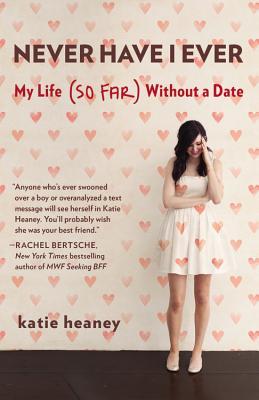 NEVER HAVE I EVER
My Life (SO FAR) Without a Date
"Anyone who's ever swooned
over a boy or overanalyzed a text
message will see herself in Katie
Heaney. You'll probably wish
she was your best friend."
—RACHEL BERTSCHE,
New York Times bestselling
author of MWF Seeking BFF
katie heaney